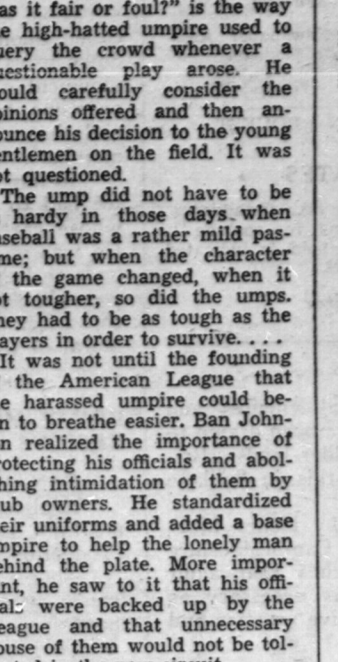 as it fair or foul?" is the way
e high-hatted umpire used to
uery the crowd whenever a
uestionable play arose. He
ould carefully consider the
pinions offered and then an-
ounce his decision to the young
entlemen on the field. It was
ot questioned.
The ump did not have to be
hardy in those days when
aseball was a rather mild pas-
me; but when the character
the game changed, when it
ot tougher, so did the umps.
hey had to be as tough as the
ayers in order to survive. . . .
It was not until the founding
the American League that
e harassed umpire could be-
n to breathe easier. Ban John-
n realized the importance of
rotecting his officials and abol-
hing intimidation of them by
ub owners. He standardized
eir uniforms and added a base
mpire to help the lonely man
ehind the plate. More impor-
nt, he saw to it that his offi-
als were backed up by the
eague and that unnecessary
buse of them would not be tol-